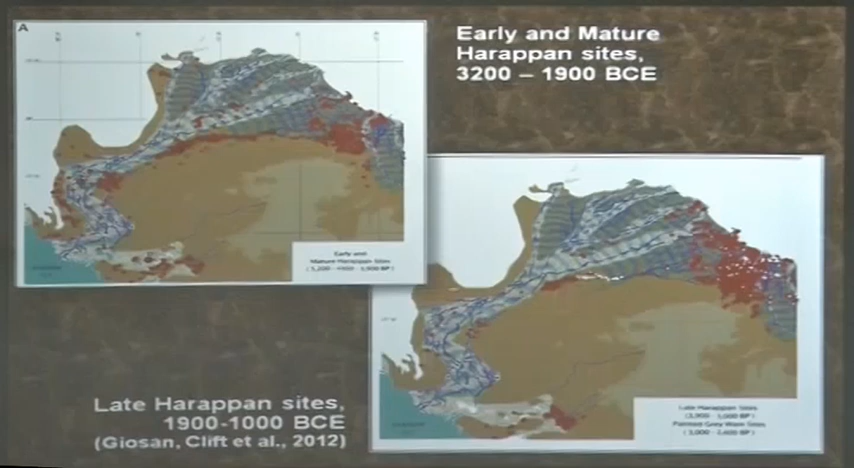 A
Early and Mature
Harappan sites,
3200 – 1900 BCE
Early and
Mature Harappan Sites
Late Harappan Sites
Painted Grey Ware Sites
Late Harappan sites,
1900-1000 BCE
(Giosan, Clift et al., 2012)